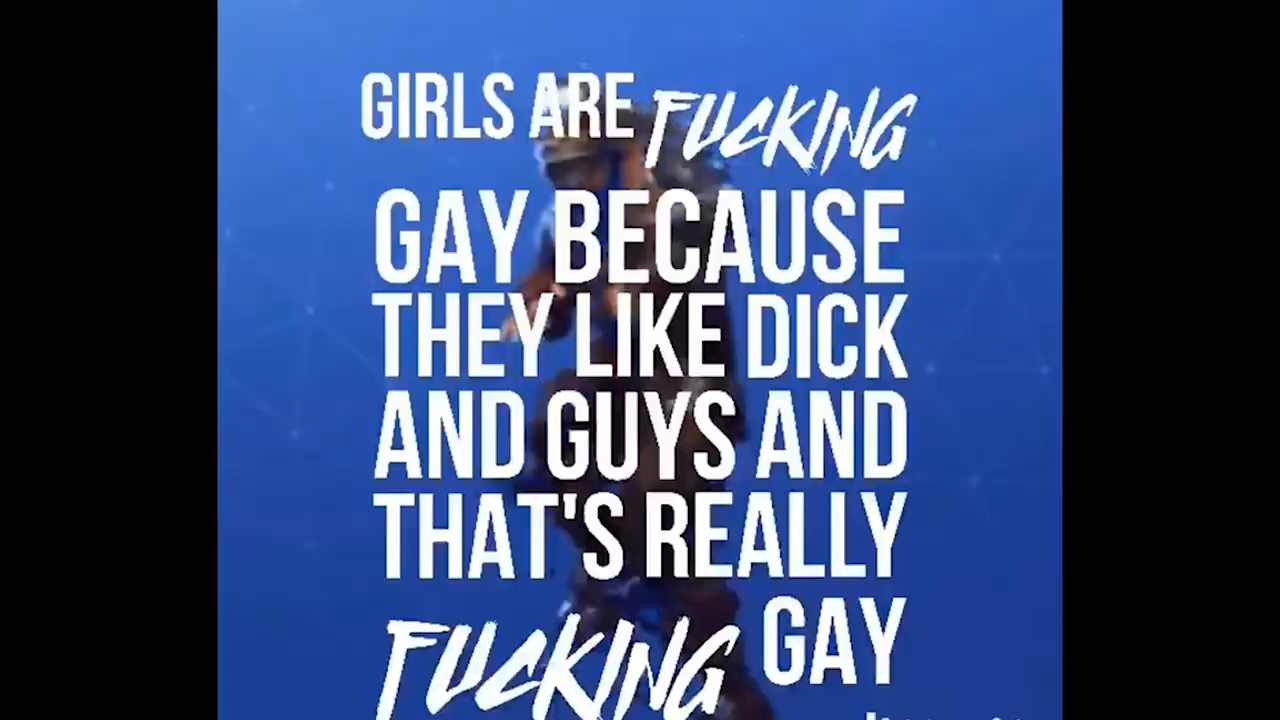 GIRLS ARE FUCKING
GAY BECAUSE
THEY LIKE DICK
AND GUYS AND
THAT'S REALLY
FUCKING GAY